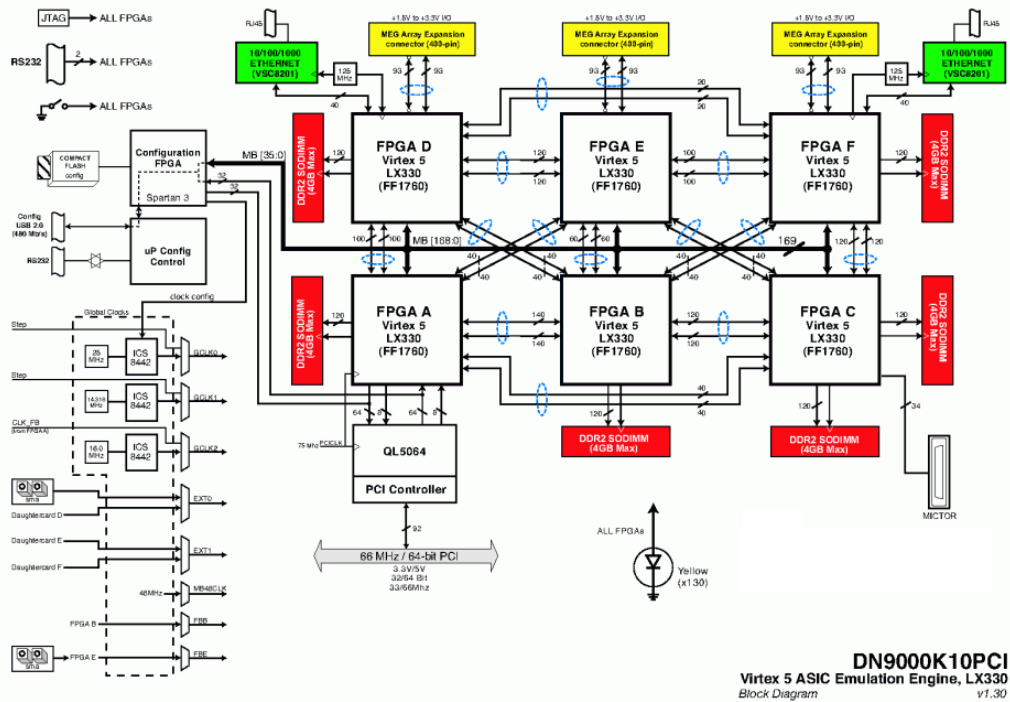 JTAG
ALL FPGAs
RS232
2
ALL FPGAs
ALL FPGAs
RJ45
10/100/1000
ETHERNET
(VSC8201)
125
MHz
40
+1.8V to +3.3V I/O
MEG Array Expansion
connector (400-pin)
93
93
+1.8V to +3.3V I/O
MEG Array Expansion
connector (400-pin)
93
93
+1.8V to +3.3V I/O
MEG Array Expansion
connector (400-pin)
93
93
RJ45
10/100/1000
ETHERNET
(VSC8201)
125
MHz
40
20
20
COMPACT
FLASH
config
Configuration
FPGA
Spartan 3
MB [35:0]
32
32
Config
USB 2.0
(480 Mb/s)
RS232
uP Config
Control
DDR2 SODIMM
(4GB Max)
120
FPGA D
Virtex 5
LX330
(FF1760)
120
120
FPGA E
Virtex 5
LX330
(FF1760)
100
100
FPGA F
Virtex 5
LX330
(FF1760)
120
DDR2 SODIMM
(4GB Max)
100
100
MB [168:0]
40
40
60
60
40
40
169
120
120
40
40
40
40
clock config
DDR2 SODIMM
(4GB Max)
120
FPGA A
Virtex 5
LX330
(FF1760)
140
140
FPGA B
Virtex 5
LX330
(FF1760)
120
120
FPGA C
Virtex 5
LX330
(FF1760)
120
DDR2 SODIMM
(4GB Max)
40
40
64
8
64
8
120
120
34
DDR2 SODIMM
(4GB Max)
DDR2 SODIMM
(4GB Max)
MICTOR
75 Mhz
PCICLK
QL5064
PCI Controller
92
66 MHz / 64-bit PCI
3.3V/5V
32/64 Bit
33/66Mhz
Global Clocks
Step
25
MHz
ICS
8442
GCLK0
Step
14.318
MHz
ICS
8442
GCLK1
CLK_FB
(from FPGA A)
16.0
MHz
ICS
8442
GCLK2
sma
Daughtercard D
EXT0
Daughtercard E
Daughtercard F
EXT1
48MHz
MB48CLK
FPGA B
FBB
sma
FPGA E
FBE
ALL FPGAs
Yellow
(x130)
DN9000K10PCI
Virtex 5 ASIC Emulation Engine, LX330
Block Diagram
v1.30